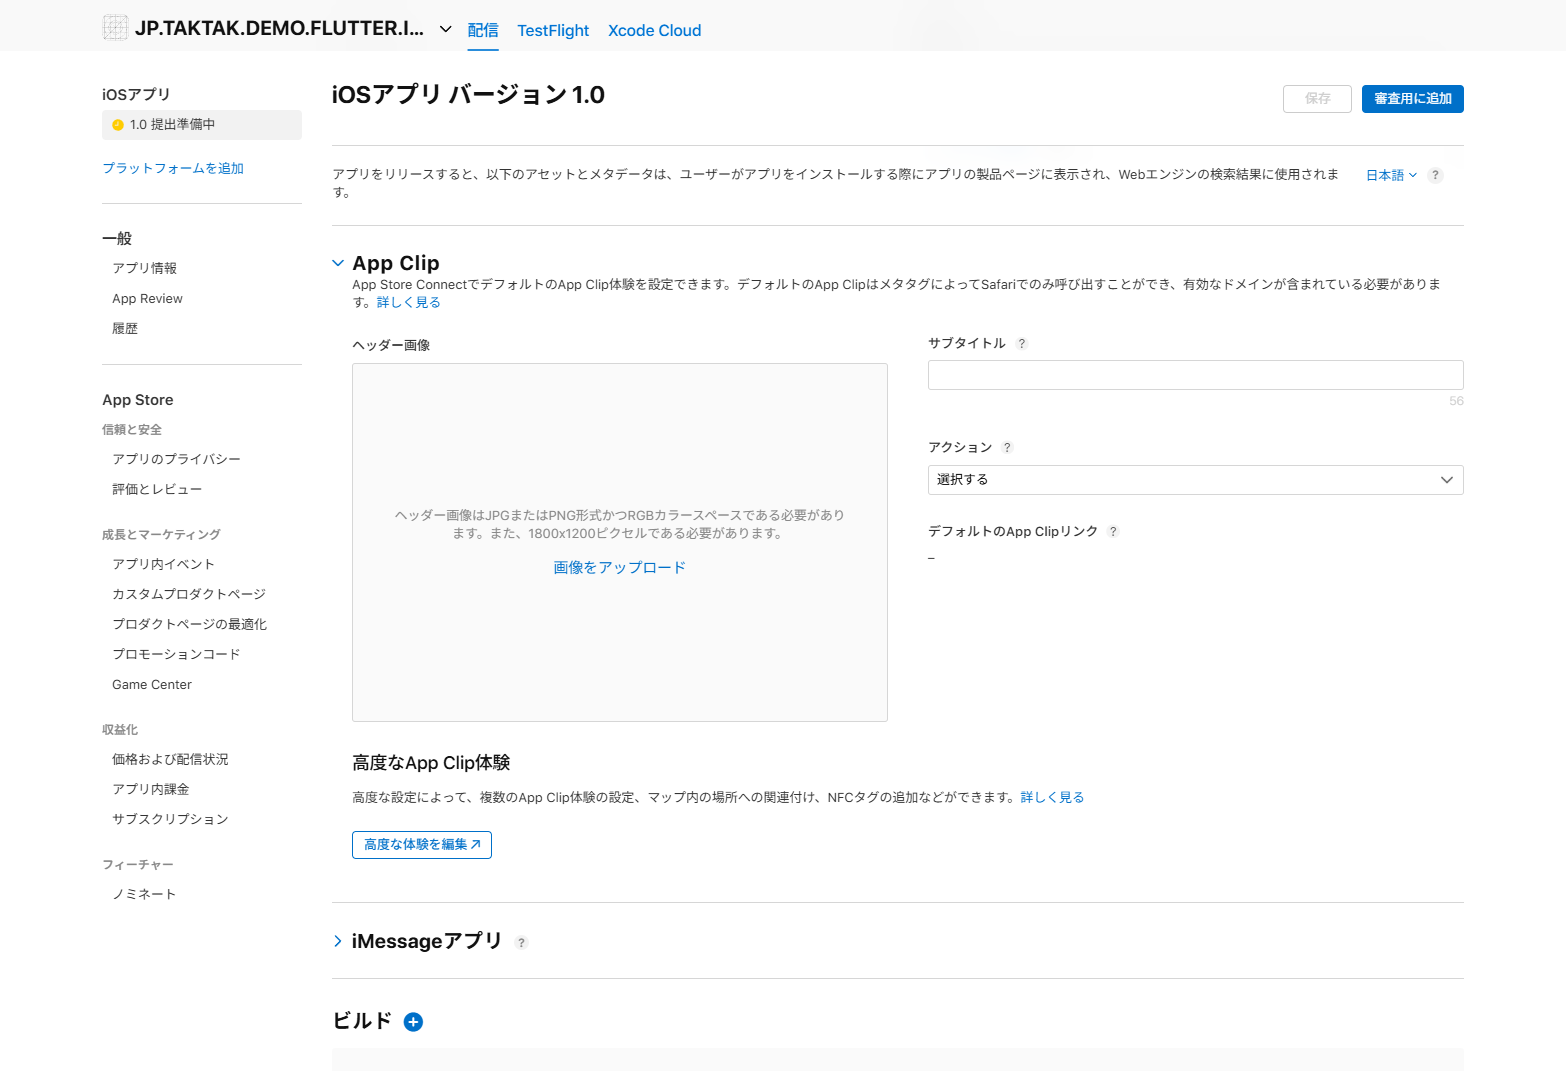 JP.TAKTAK.DEMO.FLUTTER.I...
配信
TestFlight
Xcode Cloud
iOSアプリ
1.0 提出準備中
プラットフォームを追加
一般
アプリ情報
App Review
履歴
App Store
信頼と安全
アプリのプライバシー
評価とレビュー
成長とマーケティング
アプリ内イベント
カスタムプロダクトページ
プロダクトページの最適化
プロモーションコード
Game Center
収益化
価格および配信状況
アプリ内課金
サブスクリプション
フィーチャー
ノミネート
iOSアプリ バージョン 1.0
保存
審査用に追加
アプリをリリースすると、以下のアセットとメタデータは、ユーザーがアプリをインストールする際にアプリの製品ページに表示され、Webエンジンの検索結果に使用されま
す。
日本語
?
App Clip
App Store ConnectでデフォルトのApp Clip体験を設定できます。デフォルトのApp ClipはメタタグによってSafariでのみ呼び出すことができ、有効なドメインが含まれている必要がありま
す。詳しく見る
ヘッダー画像
ヘッダー画像はJPGまたはPNG形式かつRGBカラースペースである必要があり
ます。また、1800x1200ピクセルである必要があります。
画像をアップロード
サブタイトル ?
56
アクション ?
選択する
デフォルトのApp Clipリンク ?
–
高度なApp Clip体験
高度な設定によって、複数のApp Clip体験の設定、マップ内の場所への関連付け、NFCタグの追加などができます。詳しく見る
高度な体験を編集
iMessageアプリ ?
ビルド